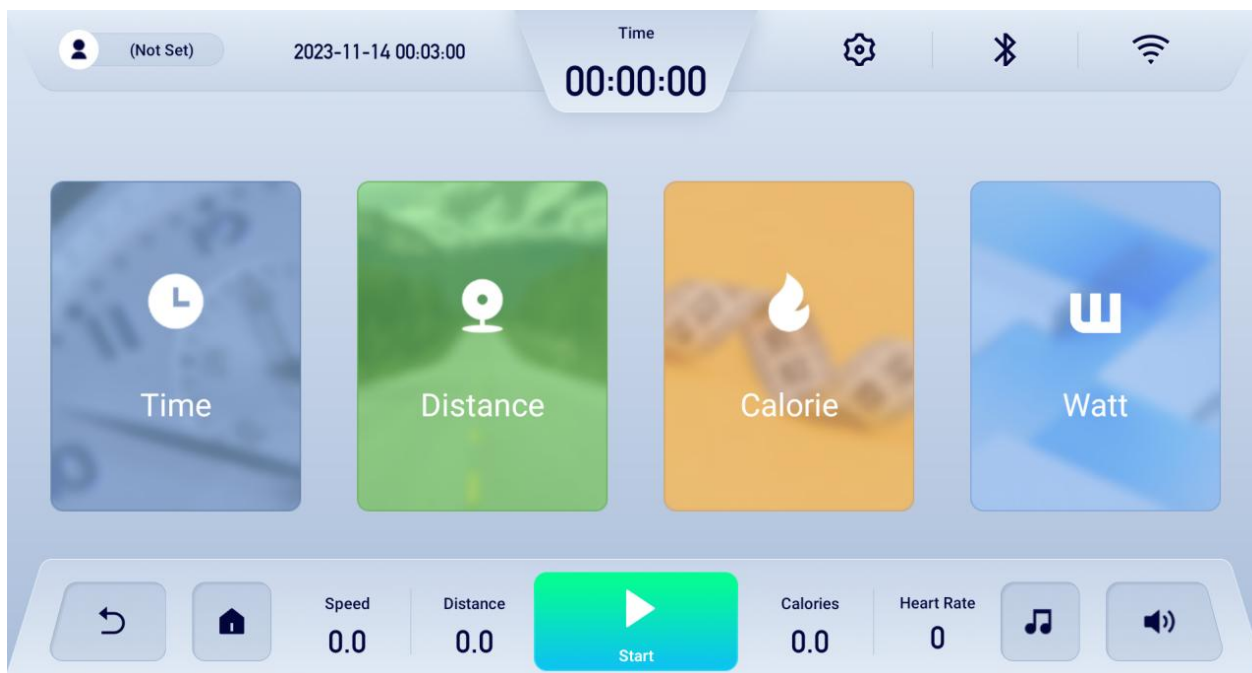 (Not Set)
2023-11-14 00:03:00
Time
00:00:00
Time
Distance
Calorie
Watt
Speed
0.0
Distance
0.0
Start
Calories
0.0
Heart Rate
0